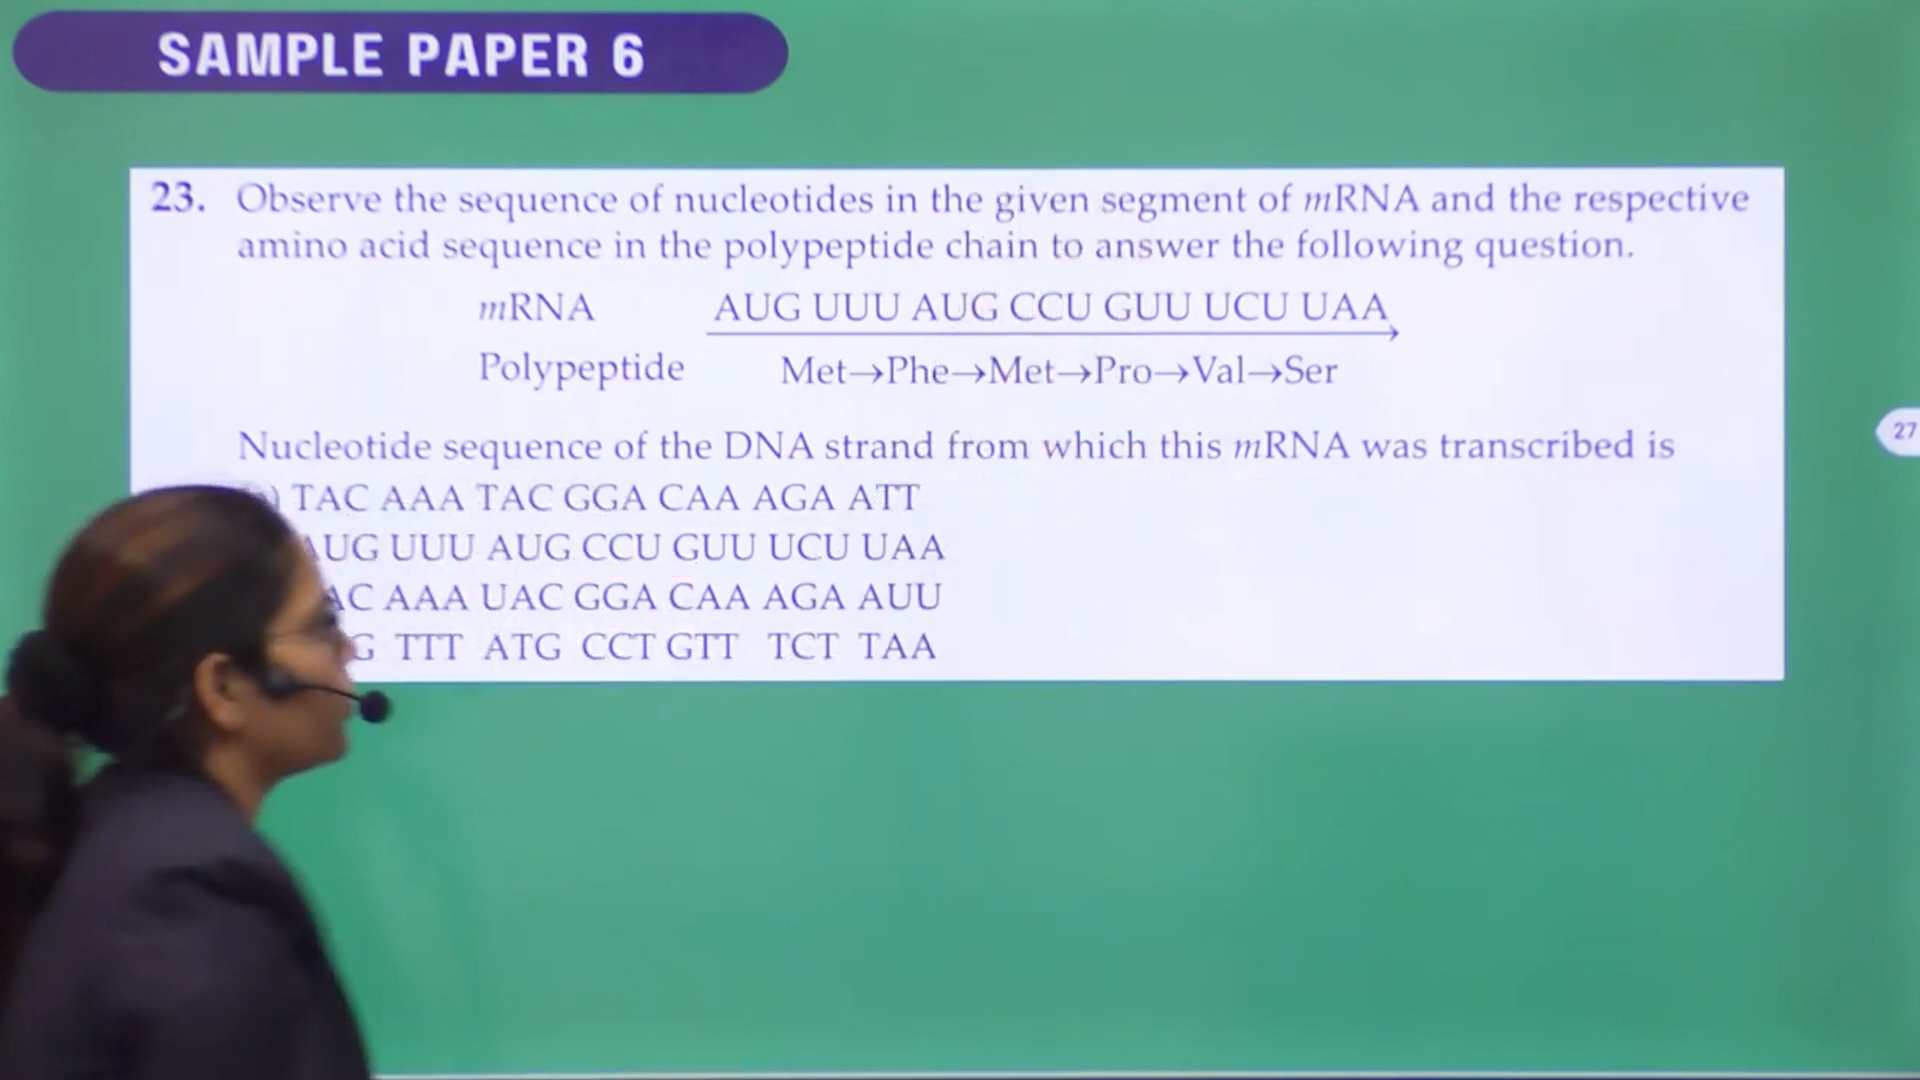 SAMPLE PAPER 6
23. Observe the sequence of nucleotides in the given segment of mRNA and the respective
amino acid sequence in the polypeptide chain to answer the following question.
mRNA AUG UUU AUG CCU GUU UCU UAA
Polypeptide Met→Phe→Met→Pro→Val→Ser
Nucleotide sequence of the DNA strand from which this mRNA was transcribed is
27
) TAC AAA TAC GGA CAA AGA ATT
UUU AUG CCU GUU UCU UAA
AAA UAC GGA CAA AGA AUU
TTT ATG CCT GTT TCT TAA